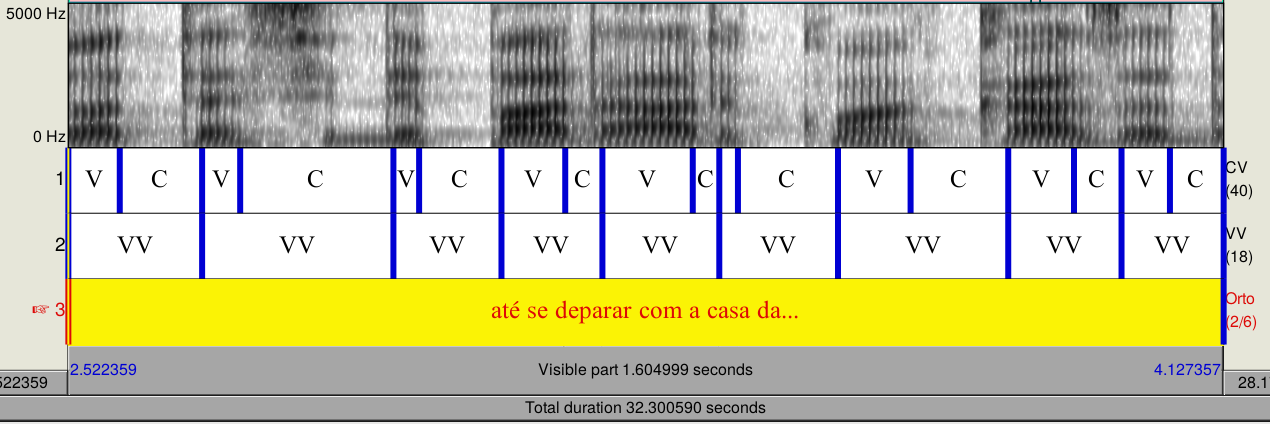 5000 Hz
0 Hz
1 V C V C V C V C V C C V C V C V C CV (40)
2 VV VV VV VV VV VV VV VV VV VV (18)
☞ 3 até se deparar com a casa da... Orto (2/6)
2.522359 Visible part 1.604999 seconds 4.127357
522359 28.1
Total duration 32.300590 seconds